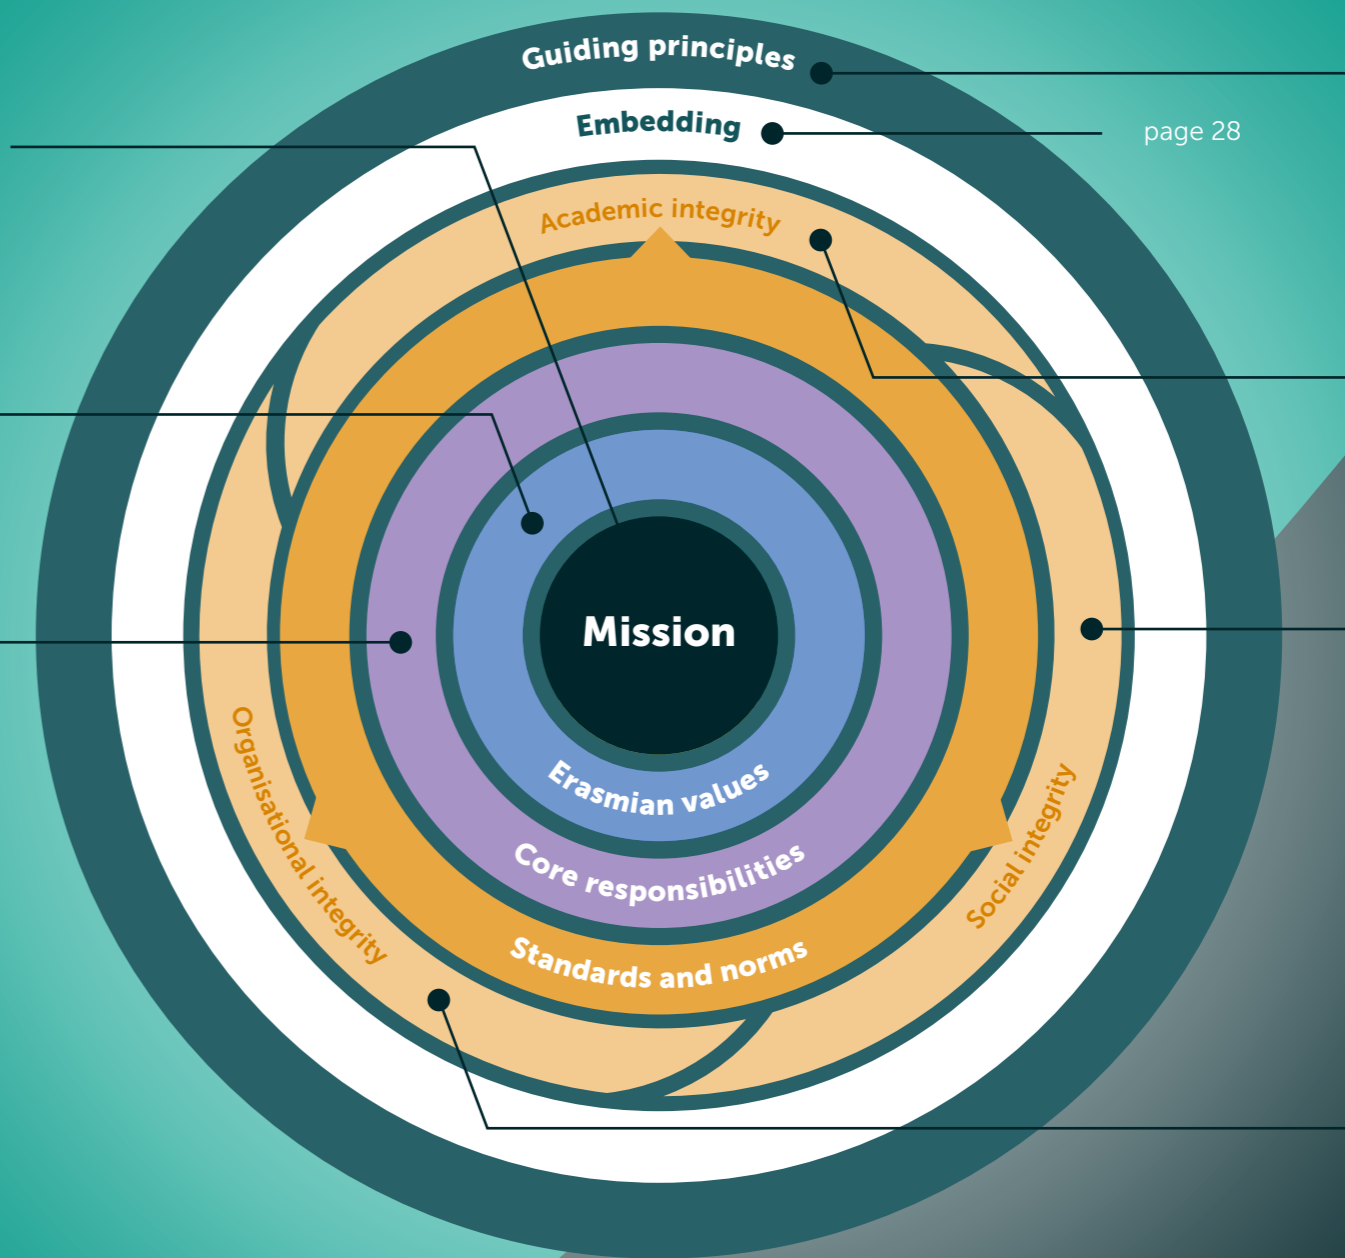 Guiding principles
Embedding
page 28
Academic integrity
Mission
Erasmian values
Core responsibilities
Standards and norms
Organisational integrity
Social integrity